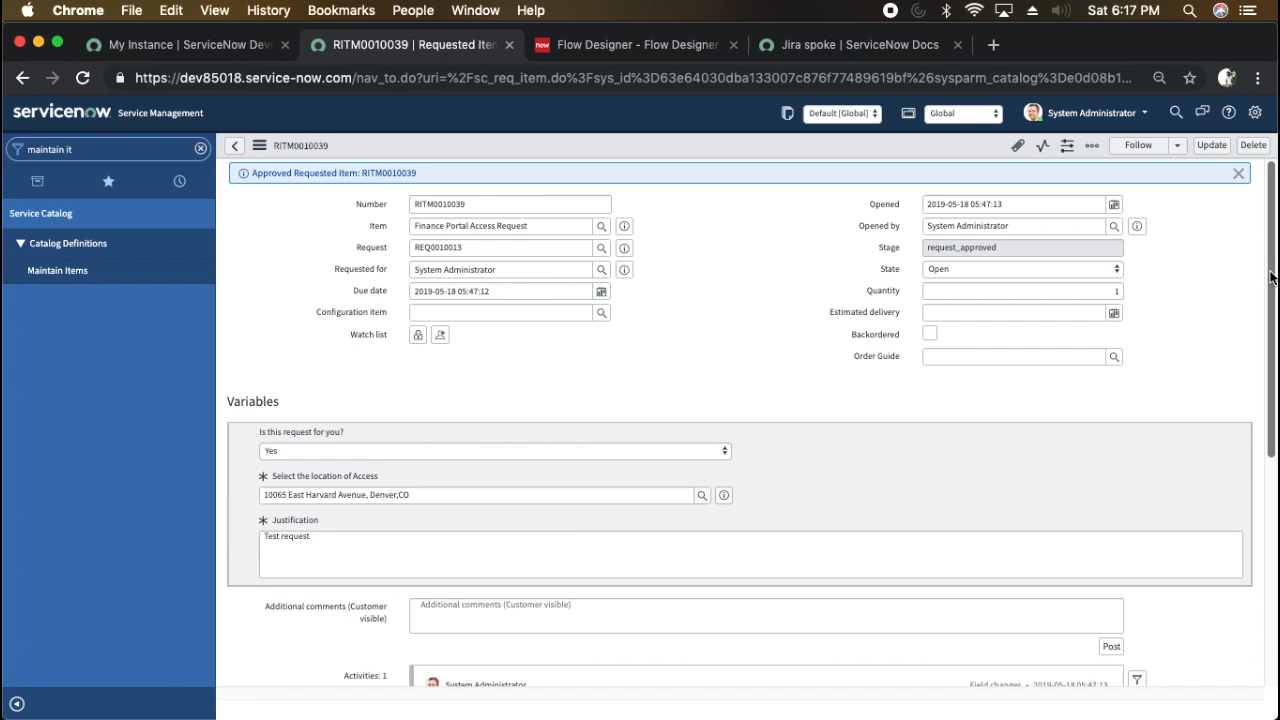 Chrome File Edit View History Bookmarks People Window Help Sat 6:17 PM
My Instance | ServiceNow Dev
RITM0010039 | Requested Iten
now Flow Designer - Flow Designer
Jira spoke | ServiceNow Docs
https://dev85018.service-now.com/nav_to.do?uri=%2Fsc_req_item.do%3Fsys_id%3D63e64030dba133007c876f77489619bf%26sysparm_catalog%3De0d08b1...
servicenow Service Management
Default [Global] Global System Administrator
maintain it
RITM0010039 Follow Update Delete
Approved Requested Item: RITM0010039
Service Catalog
Catalog Definitions
Maintain Items
Number RITM0010039
Item Finance Portal Access Request
Request REQ0010013
Requested for System Administrator
Due date 2019-05-18 05:47:12
Configuration item
Watch list
Opened 2019-05-18 05:47:13
Opened by System Administrator
Stage request_approved
State Open
Quantity 1
Estimated delivery
Backordered
Order Guide
Variables
Is this request for you?
Yes
Select the location of Access
10065 East Harvard Avenue, Denver,CO
Justification
Test request
Additional comments (Customer
visible)
Additional comments (Customer visible)
Post
Activities: 1
System Administrator Field changes • 2019-05-18 05:47:13